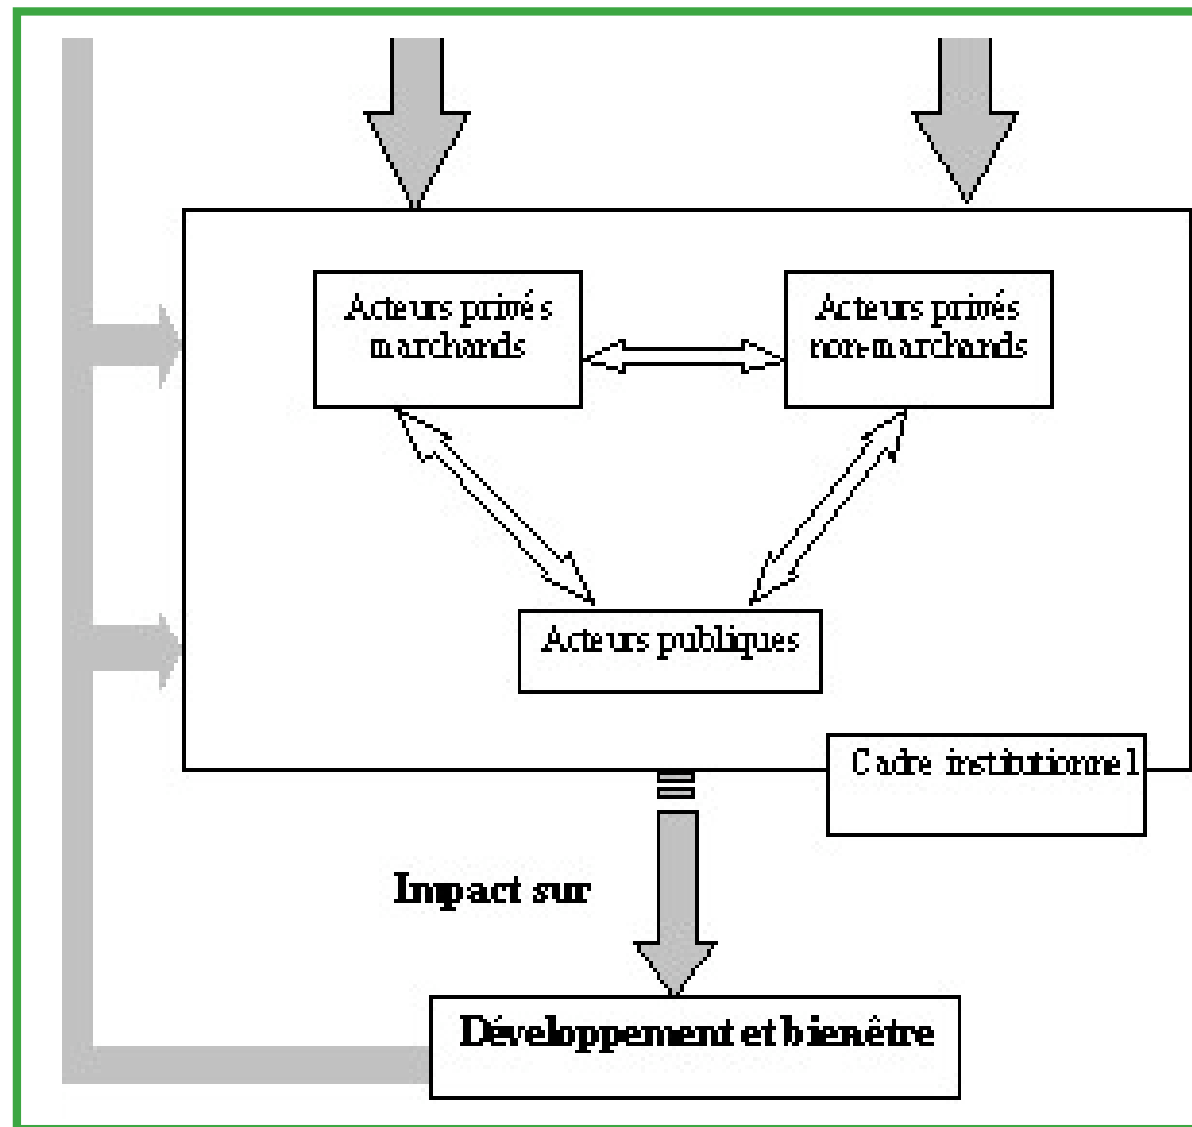 Acteurs privés
marchands
Acteurs privés
non-marchands
Acteurs publiques
Cadre institutionnel
Impact sur
Développement et bienêtre